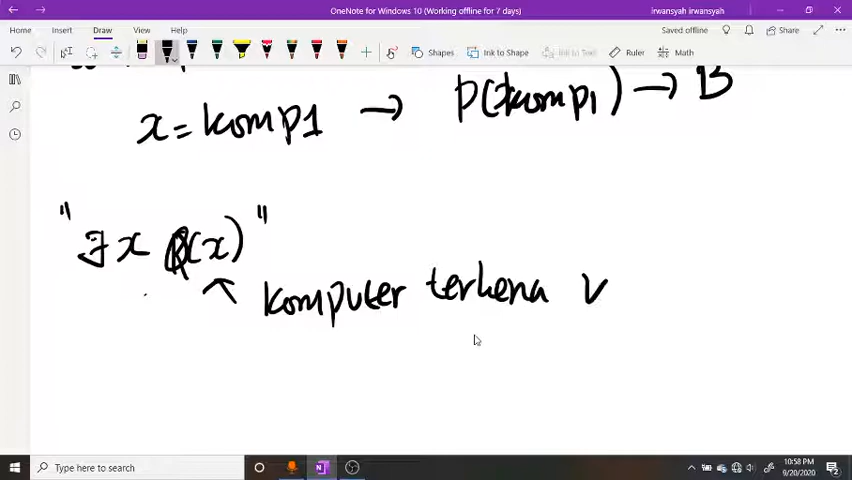 OneNote for Windows 10 (Working offline for 7 days)
irwansyah irwansyah
Home Insert Draw View Help
Saved offline Share
Shapes Ink to Shape Ink to Text Ruler Math
x = komp1 → P(komp1) → B
"∃x Q(x)"
komputer terkena v
Type here to search
10:58 PM
9/20/2020
2